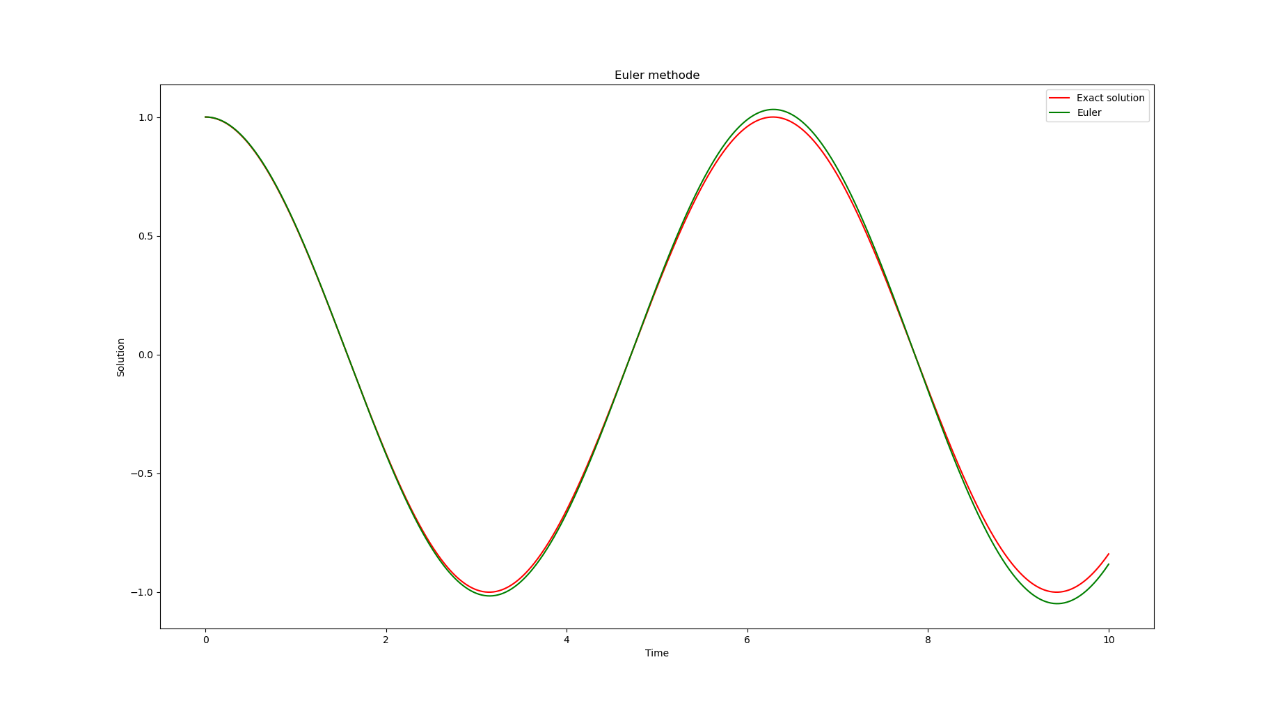 Euler methode
Exact solution
Euler
1.0
0.5
0.0
−0.5
−1.0
Solution
0 2 4 6 8 10
Time